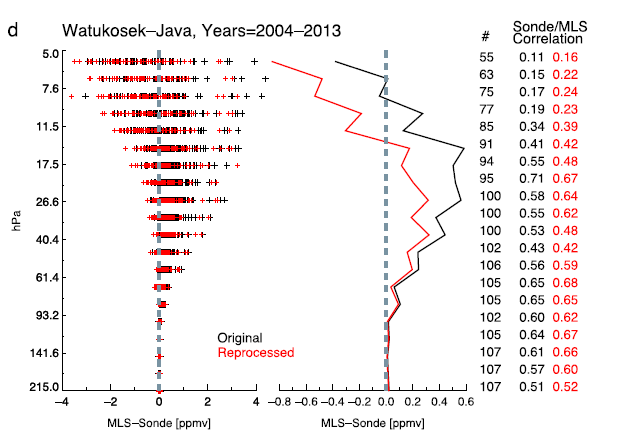 d
Watukosek–Java, Years=2004–2013
# Sonde/MLS Correlation
5.0
7.6
11.5
17.5
26.6
40.4
61.4
93.2
141.6
215.0
hPa
Original
Reprocessed
−4 −2 0 2 4
MLS−Sonde [ppmv]
−0.8 −0.6 −0.4 −0.2 0.0 0.2 0.4 0.6
MLS−Sonde [ppmv]
55 0.11 0.16
63 0.15 0.22
75 0.17 0.24
77 0.19 0.23
85 0.34 0.39
91 0.41 0.42
94 0.55 0.48
95 0.71 0.67
100 0.58 0.64
100 0.55 0.62
100 0.53 0.48
102 0.43 0.42
106 0.56 0.59
105 0.65 0.68
105 0.65 0.65
102 0.60 0.62
105 0.64 0.67
107 0.61 0.66
107 0.57 0.60
107 0.51 0.52